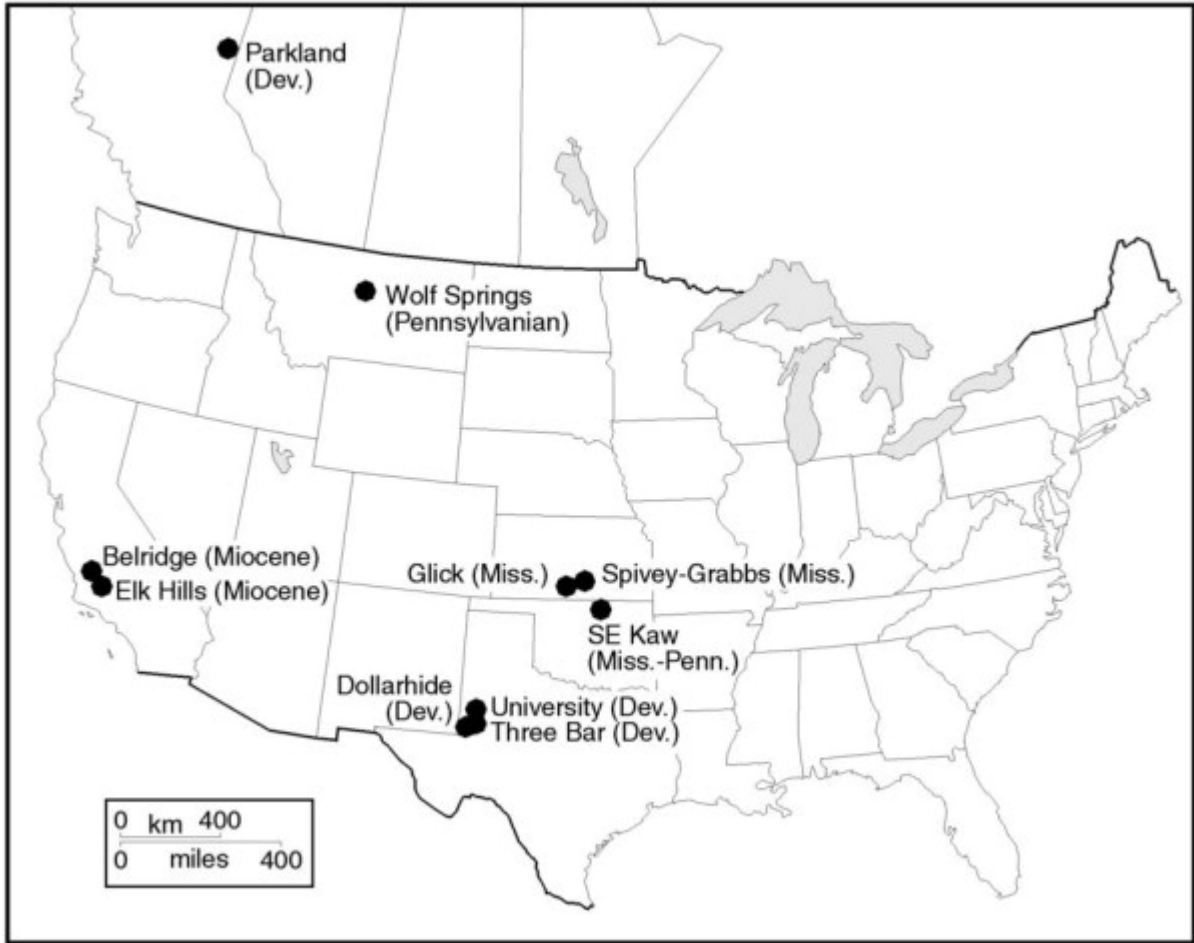 Parkland
(Dev.)
Wolf Springs
(Pennsylvanian)
Belridge (Miocene)
Elk Hills (Miocene)
Glick (Miss.)
Spivey-Grabbs (Miss.)
SE Kaw
(Miss.-Penn.)
Dollarhide
(Dev.)
University (Dev.)
Three Bar (Dev.)
0 km 400
0 miles 400